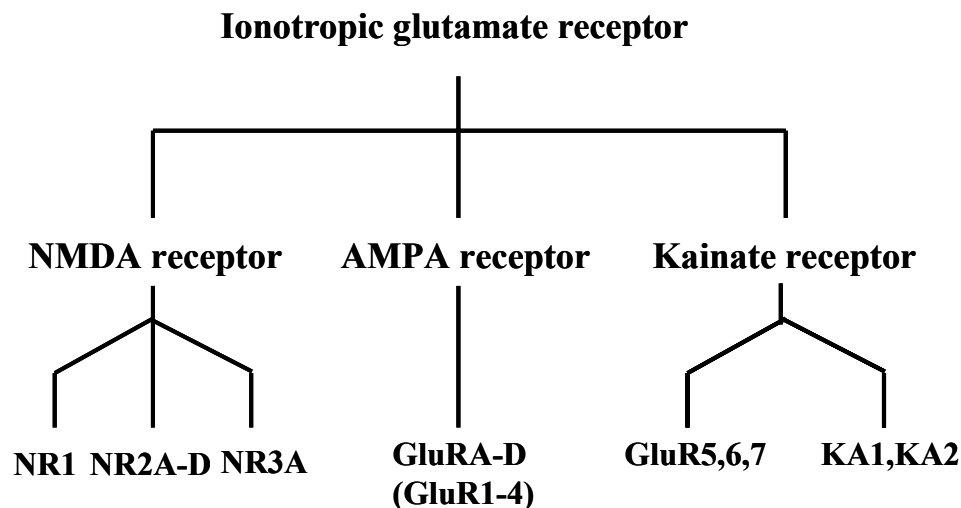 Ionotropic glutamate receptor
NMDA receptor
AMPA receptor
Kainate receptor
NR1
NR2A-D
NR3A
GluRA-D
(GluR1-4)
GluR5,6,7
KA1,KA2